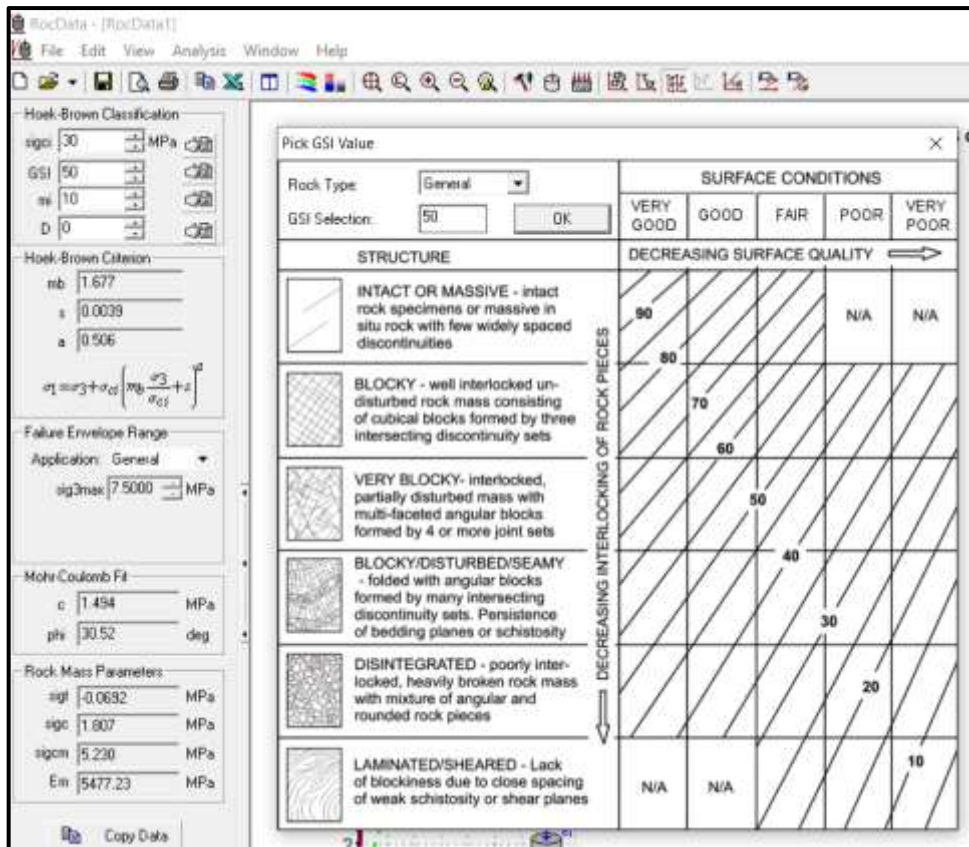 RocData - [RocData1]
File Edit View Analysis Window Help
Hoek-Brown Classification
sigci 30 MPa
GSI 50
mi 10
D 0
Hoek-Brown Criterion
mb 1.677
s 0.0039
a 0.506
Failure Envelope Range
Application: General
sig3max 7.5000 MPa
Mohr-Coulomb Fit
c 1.494 MPa
phi 30.52 deg
Rock Mass Parameters
sigt -0.0692 MPa
sigc 1.807 MPa
sigcm 5.230 MPa
Em 5477.23 MPa
Copy Data
Pick GSI Value
Rock Type: General
GSI Selection: 50 OK
SURFACE CONDITIONS
VERY GOOD
GOOD
FAIR
POOR
VERY POOR
STRUCTURE
DECREASING SURFACE QUALITY
DECREASING INTERLOCKING OF ROCK PIECES
INTACT OR MASSIVE - intact
rock specimens or massive in
situ rock with few widely spaced
discontinuities
BLOCKY - well interlocked un-
disturbed rock mass consisting
of cubical blocks formed by three
intersecting discontinuity sets
VERY BLOCKY- interlocked,
partially disturbed mass with
multi-faceted angular blocks
formed by 4 or more joint sets
BLOCKY/DISTURBED/SEAMY
- folded with angular blocks
formed by many intersecting
discontinuity sets. Persistence
of bedding planes or schistosity
DISINTEGRATED - poorly inter-
locked, heavily broken rock mass
with mixture of angular and
rounded rock pieces
LAMINATED/SHEARED - Lack
of blockiness due to close spacing
of weak schistosity or shear planes
90
N/A
N/A
80
70
60
50
40
30
20
10
N/A
N/A